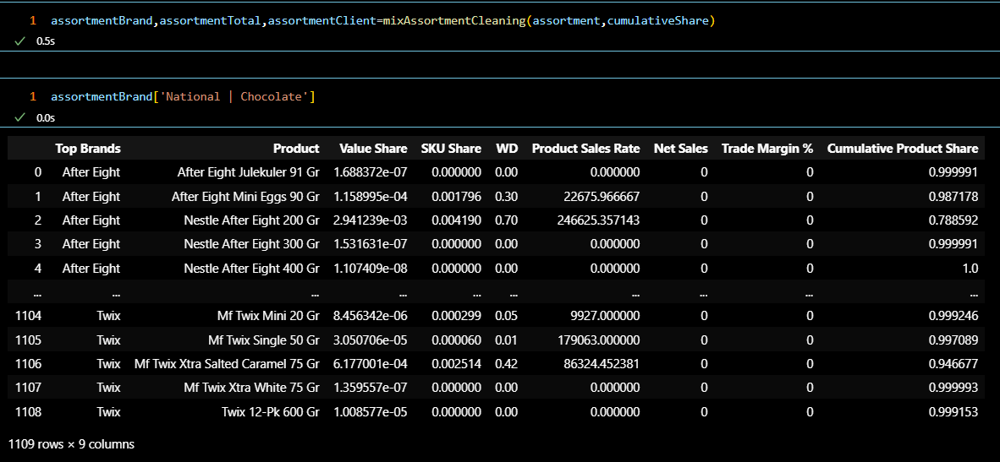 1 assortmentBrand,assortmentTotal,assortmentClient=mixAssortmentCleaning(assortment,cumulativeShare)
✓ 0.5s
1 assortmentBrand['National | Chocolate']
✓ 0.0s
Top Brands Product Value Share SKU Share WD Product Sales Rate Net Sales Trade Margin % Cumulative Product Share
0 After Eight After Eight Julekuler 91 Gr 1.688372e-07 0.000000 0.00 0.000000 0 0 0.999991
1 After Eight After Eight Mini Eggs 90 Gr 1.158995e-04 0.001796 0.30 22675.966667 0 0 0.987178
2 After Eight Nestle After Eight 200 Gr 2.941239e-03 0.004190 0.70 246625.357143 0 0 0.788592
3 After Eight Nestle After Eight 300 Gr 1.531631e-07 0.000000 0.00 0.000000 0 0 0.999991
4 After Eight Nestle After Eight 400 Gr 1.107409e-08 0.000000 0.00 0.000000 0 0 1.0
... ... ... ... ... ... ... ... ... ...
1104 Twix Mf Twix Mini 20 Gr 8.456342e-06 0.000299 0.05 9927.000000 0 0 0.999246
1105 Twix Mf Twix Single 50 Gr 3.050706e-05 0.000060 0.01 179063.000000 0 0 0.997089
1106 Twix Mf Twix Xtra Salted Caramel 75 Gr 6.177001e-04 0.002514 0.42 86324.452381 0 0 0.946677
1107 Twix Mf Twix Xtra White 75 Gr 1.359557e-07 0.000000 0.00 0.000000 0 0 0.999993
1108 Twix Twix 12-Pk 600 Gr 1.008577e-05 0.000000 0.00 0.000000 0 0 0.999153
1109 rows × 9 columns